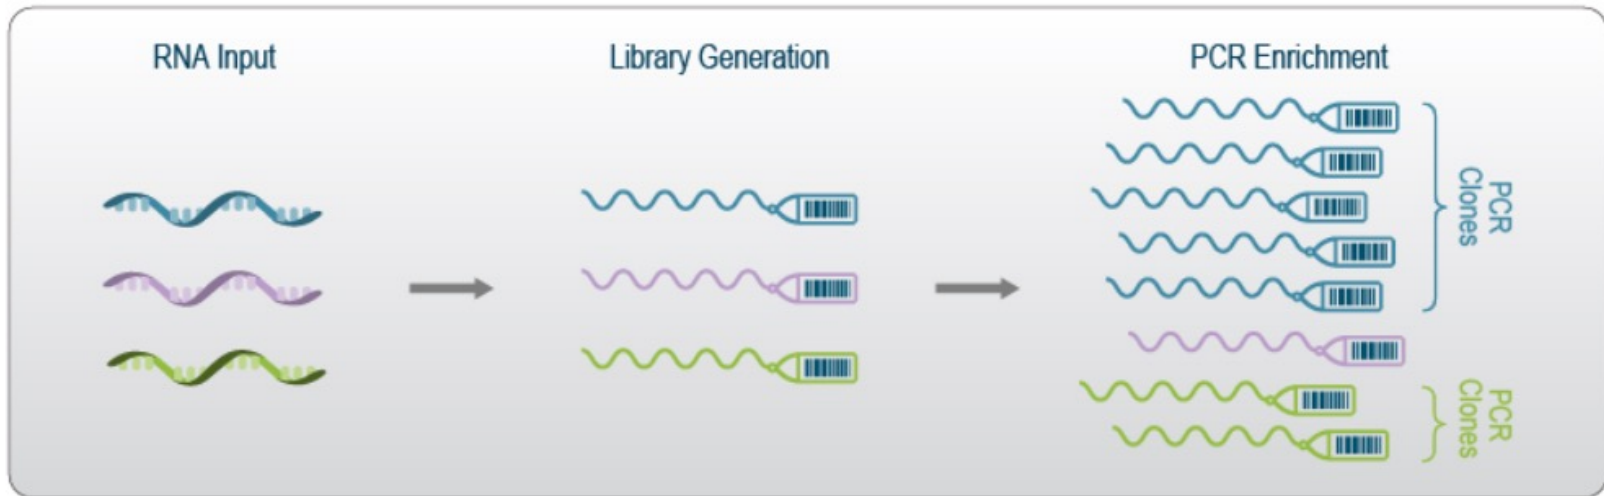 RNA Input
Library Generation
PCR Enrichment
PCR
Clones
PCR
Clones